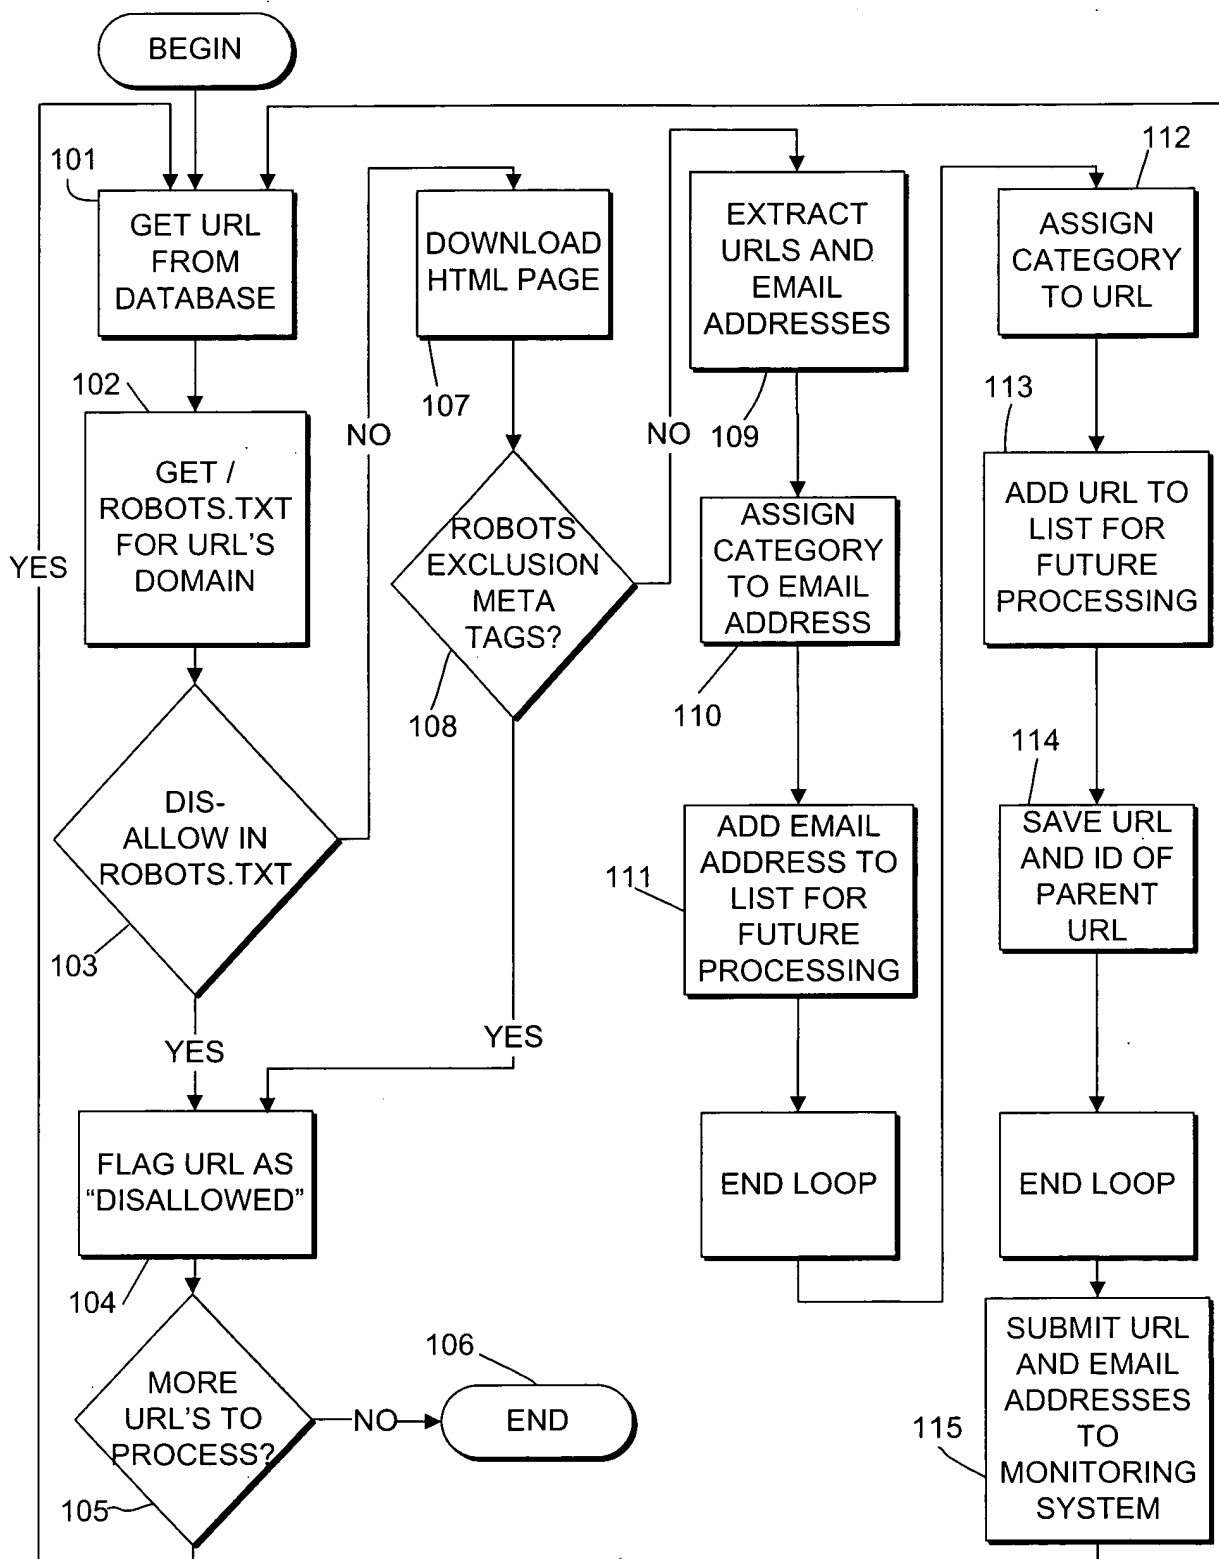 BEGIN
101
GET URL
FROM
DATABASE
102
GET /
ROBOTS.TXT
FOR URL'S
DOMAIN
YES
DIS-
ALLOW IN
ROBOTS.TXT
103
YES
FLAG URL AS
“DISALLOWED”
104
MORE
URL'S TO
PROCESS?
105
NO
106
END
NO
DOWNLOAD
HTML PAGE
107
ROBOTS
EXCLUSION
META
TAGS?
108
YES
NO
EXTRACT
URLS AND
EMAIL
ADDRESSES
109
ASSIGN
CATEGORY
TO EMAIL
ADDRESS
110
ADD EMAIL
ADDRESS TO
LIST FOR
FUTURE
PROCESSING
111
END LOOP
112
ASSIGN
CATEGORY
TO URL
113
ADD URL TO
LIST FOR
FUTURE
PROCESSING
114
SAVE URL
AND ID OF
PARENT
URL
END LOOP
SUBMIT URL
AND EMAIL
ADDRESSES
TO
MONITORING
SYSTEM
115